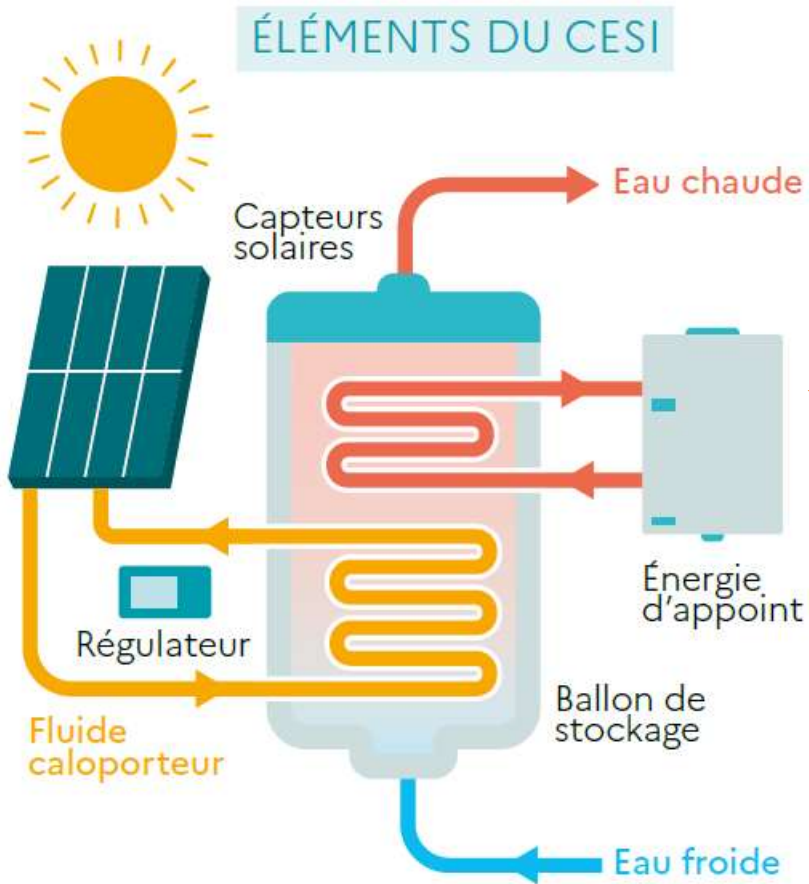 ÉLÉMENTS DU CESI
Eau chaude
Capteurs
solaires
Énergie
d'appoint
Régulateur
Ballon de
stockage
Fluide
caloporteur
Eau froide